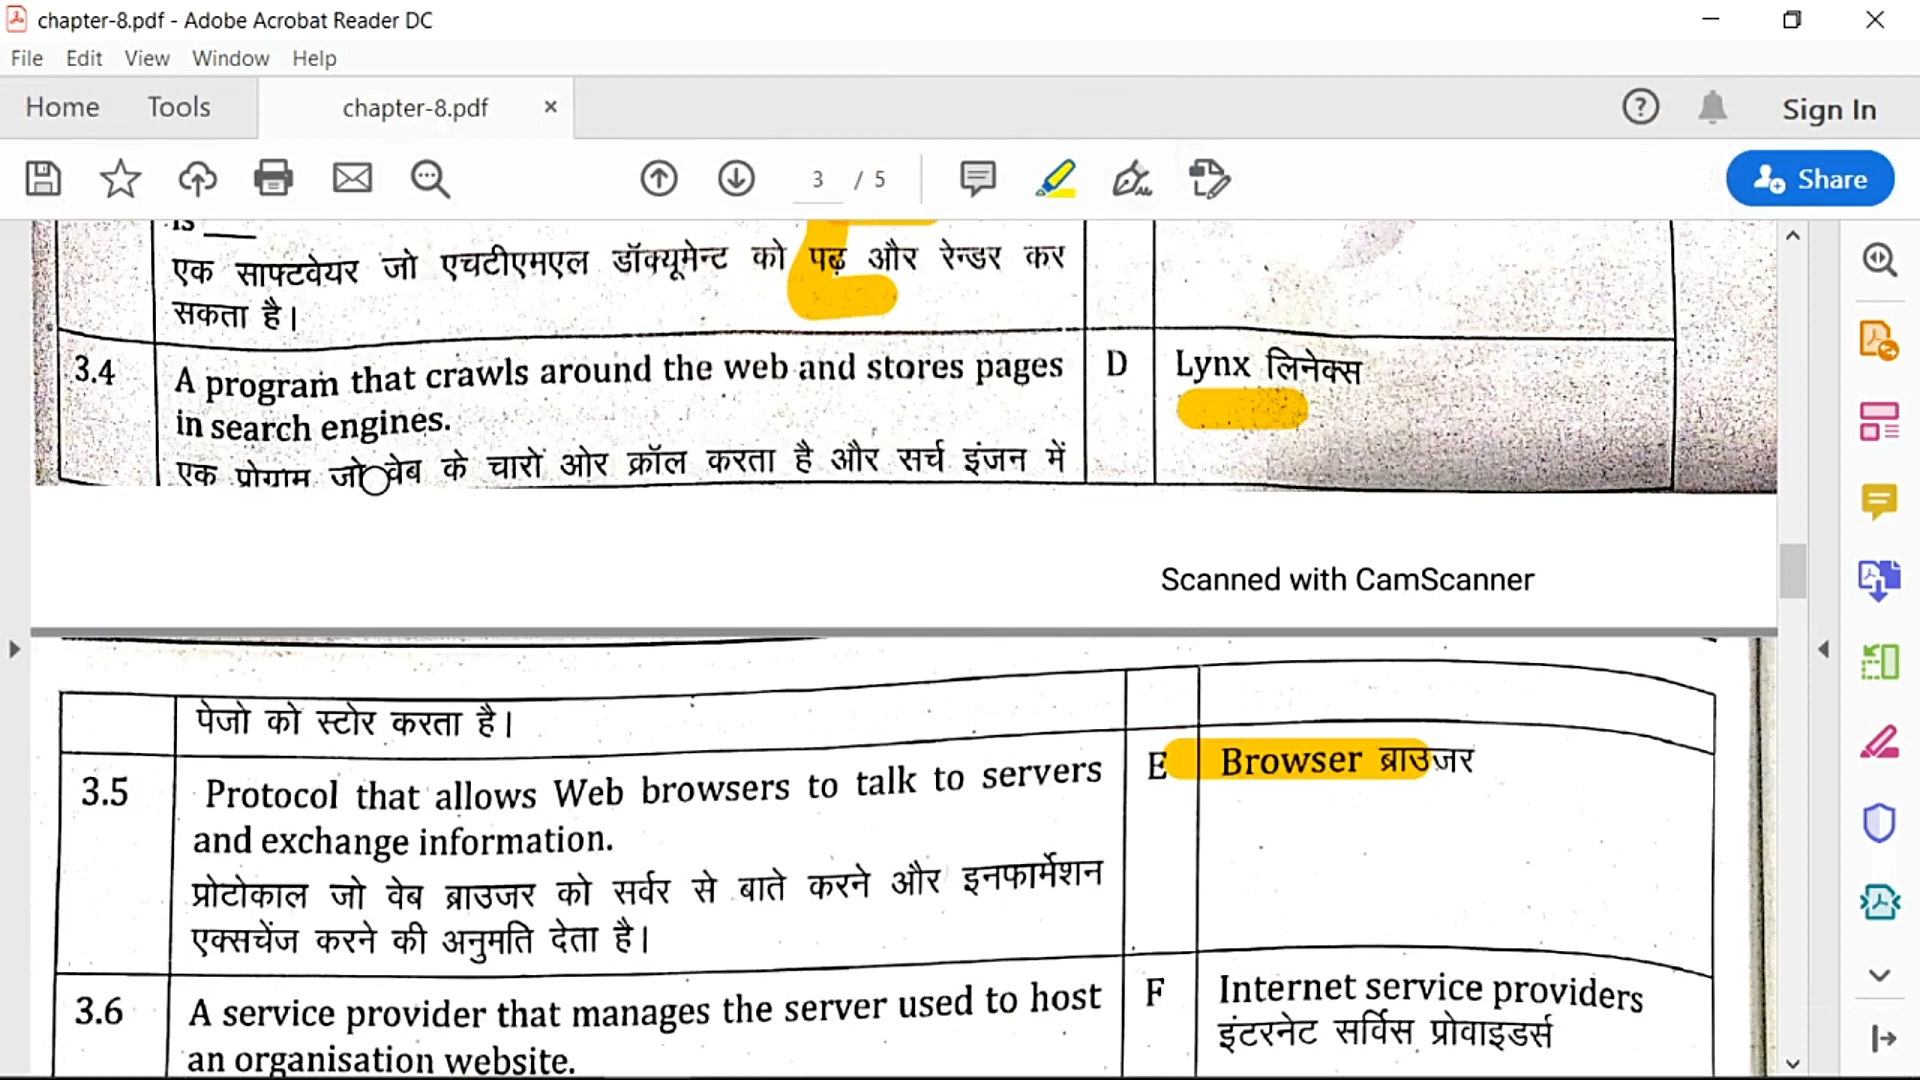 chapter-8.pdf - Adobe Acrobat Reader DC
File Edit View Window Help
Home Tools chapter-8.pdf × Sign In
3 / 5 Share
is ____
एक साफ्टवेयर जो एचटीएमएल डॉक्यूमेन्ट को पढ़ और रेन्डर कर
सकता है।
3.4 A program that crawls around the web and stores pages D Lynx लिनेक्स
in search engines.
एक प्रोग्राम जो वेब के चारों ओर क्रॉल करता है और सर्च इंजन में
Scanned with CamScanner
पेजो को स्टोर करता है।
3.5 Protocol that allows Web browsers to talk to servers E Browser ब्राउजर
and exchange information.
प्रोटोकाल जो वेब ब्राउजर को सर्वर से बाते करने और इनफार्मेशन
एक्सचेंज करने की अनुमति देता है।
3.6 A service provider that manages the server used to host F Internet service providers
an organisation website. इंटरनेट सर्विस प्रोवाइडर्स